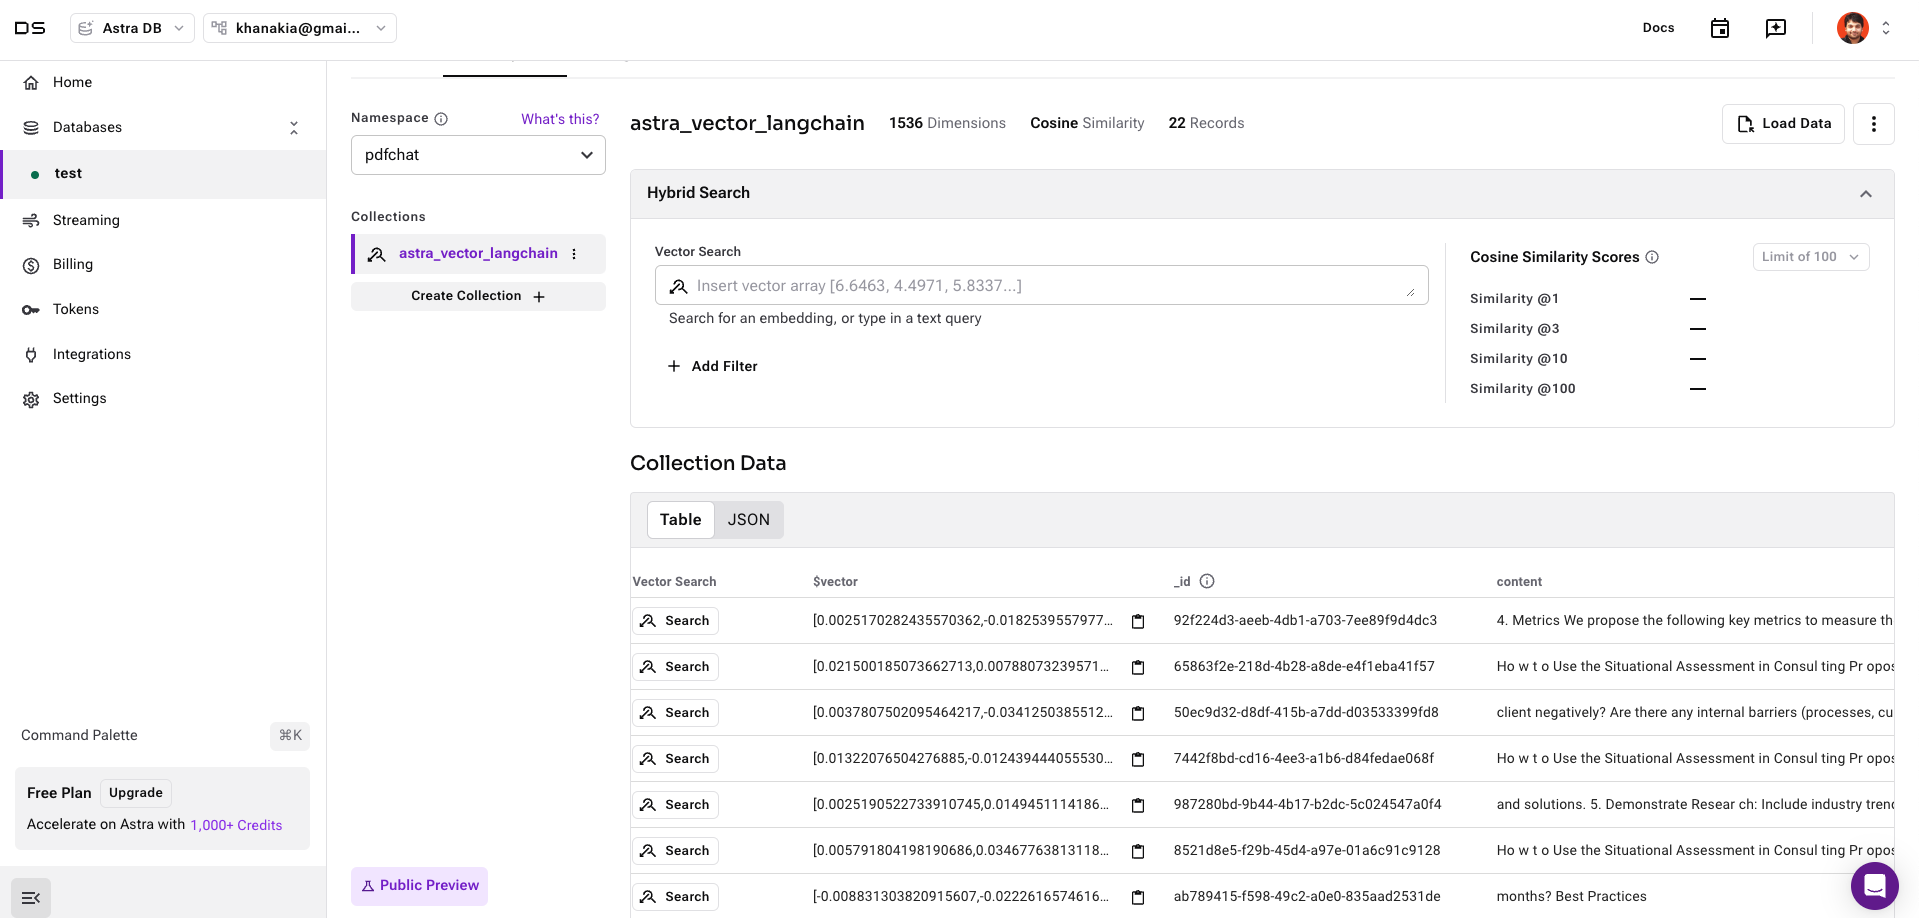 DS
Astra DB
khanakia@gmai...
Docs
Home
Databases
test
Streaming
Billing
Tokens
Integrations
Settings
Command Palette
⌘K
Free Plan
Upgrade
Accelerate on Astra with 1,000+ Credits
Namespace
What's this?
pdfchat
Collections
astra_vector_langchain
Create Collection +
Public Preview
astra_vector_langchain 1536 Dimensions Cosine Similarity 22 Records
Load Data
Hybrid Search
Vector Search
Insert vector array [6.6463, 4.4971, 5.8337...]
Search for an embedding, or type in a text query
+ Add Filter
Cosine Similarity Scores
Limit of 100
Similarity @1 —
Similarity @3 —
Similarity @10 —
Similarity @100 —
Collection Data
Table JSON
Vector Search $vector _id content
Search [0.0025170282435570362,-0.0182539557977... 92f224d3-aeeb-4db1-a703-7ee89f9d4dc3 4. Metrics We propose the following key metrics to measure th
Search [0.021500185073662713,0.00788073239571... 65863f2e-218d-4b28-a8de-e4f1eba41f57 Ho w t o Use the Situational Assessment in Consul ting Pr opos
Search [0.0037807502095464217,-0.0341250385512... 50ec9d32-d8df-415b-a7dd-d03533399fd8 client negatively? Are there any internal barriers (processes, cu
Search [0.01322076504276885,-0.012439444055530... 7442f8bd-cd16-4ee3-a1b6-d84fedae068f Ho w t o Use the Situational Assessment in Consul ting Pr opos
Search [0.0025190522733910745,0.0149451114186... 987280bd-9b44-4b17-b2dc-5c024547a0f4 and solutions. 5. Demonstrate Resear ch: Include industry trend
Search [0.005791804198190686,0.03467763813118... 8521d8e5-f29b-45d4-a97e-01a6c91c9128 Ho w t o Use the Situational Assessment in Consul ting Pr opos
Search [-0.008831303820915607,-0.0222616574616... ab789415-f598-49c2-a0e0-835aad2531de months? Best Practices